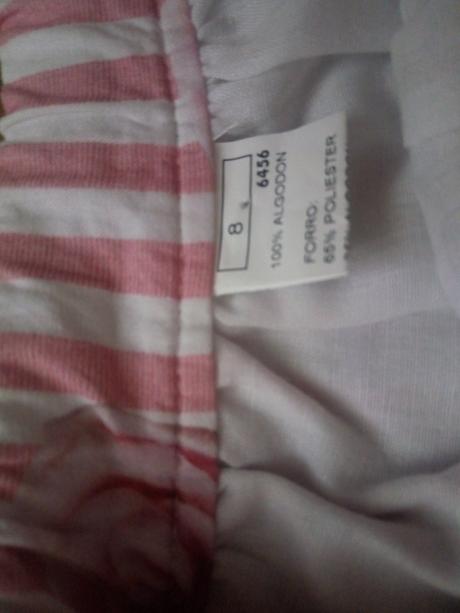 8
6456
100% ALGODON
FORRO:
65% POLIESTER